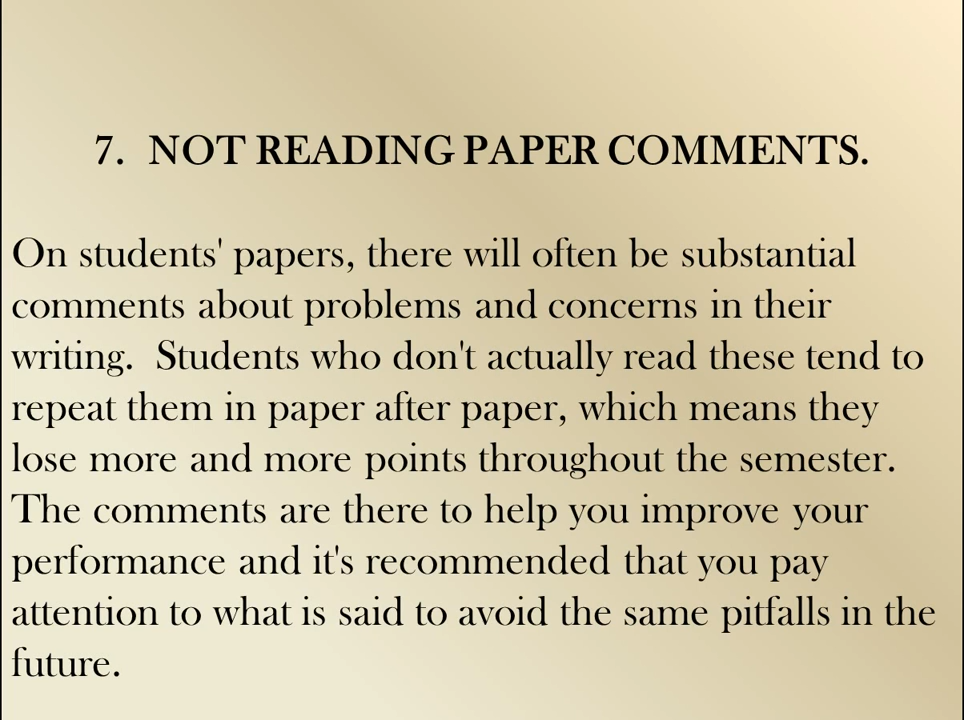 7. NOT READING PAPER COMMENTS.
On students' papers, there will often be substantial
comments about problems and concerns in their
writing.  Students who don't actually read these tend to
repeat them in paper after paper, which means they
lose more and more points throughout the semester.
The comments are there to help you improve your
performance and it's recommended that you pay
attention to what is said to avoid the same pitfalls in the
future.